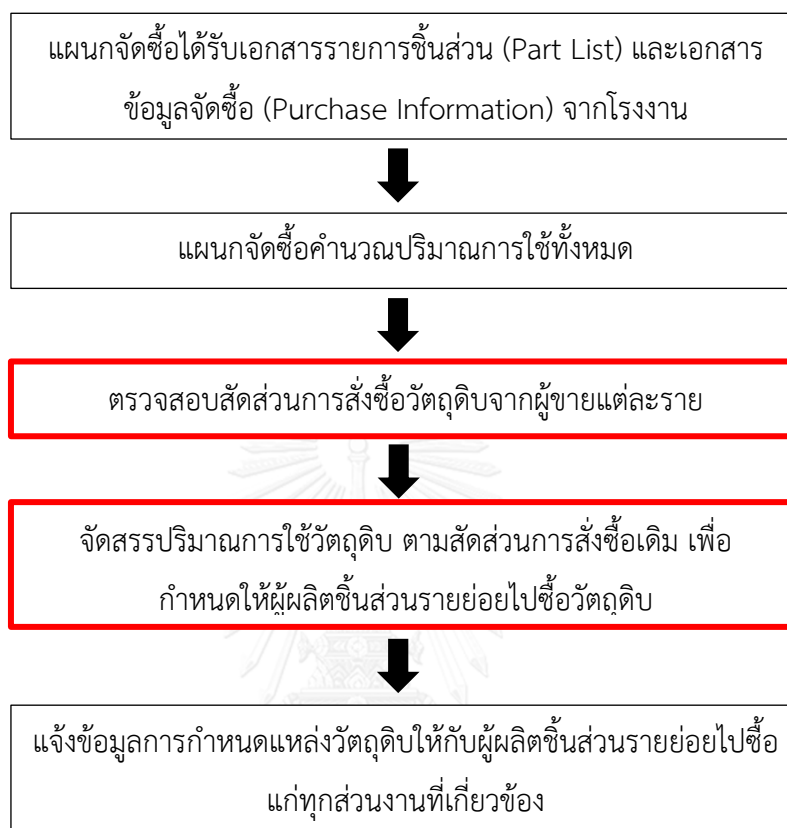 แผนกจัดซื้อได้รับเอกสารรายการชิ้นส่วน (Part List) และเอกสาร
ข้อมูลจัดซื้อ (Purchase Information) จากโรงงาน
แผนกจัดซื้อคำนวณปริมาณการใช้ทั้งหมด
ตรวจสอบสัดส่วนการสั่งซื้อวัตถุดิบจากผู้ขายแต่ละราย
จัดสรรปริมาณการใช้วัตถุดิบ ตามสัดส่วนการสั่งซื้อเดิม เพื่อ
กำหนดให้ผู้ผลิตชิ้นส่วนรายย่อยไปซื้อวัตถุดิบ
แจ้งข้อมูลการกำหนดแหล่งวัตถุดิบให้กับผู้ผลิตชิ้นส่วนรายย่อยไปซื้อ
แก่ทุกส่วนงานที่เกี่ยวข้อง